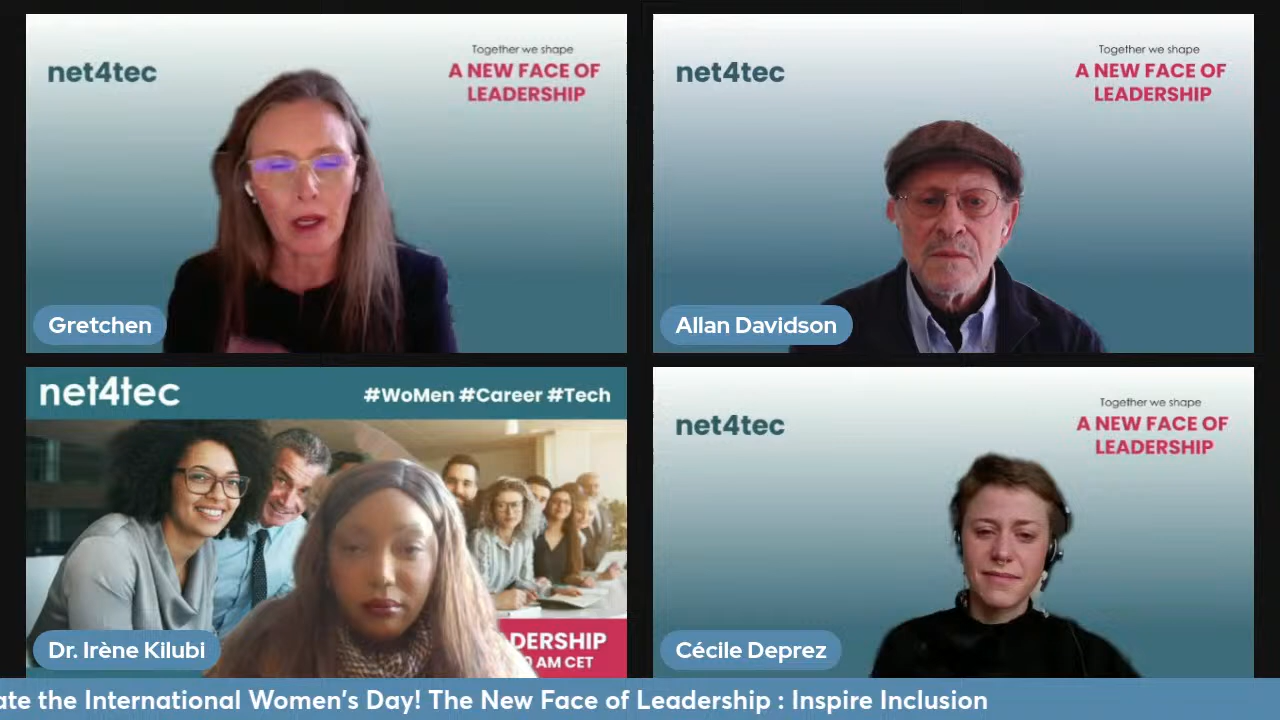 net4tec
Together we shape
A NEW FACE OF
LEADERSHIP
Gretchen
net4tec
Together we shape
A NEW FACE OF
LEADERSHIP
Allan Davidson
net4tec
#WoMen #Career #Tech
DERSHIP
AM CET
Dr. Irène Kilubi
net4tec
Together we shape
A NEW FACE OF
LEADERSHIP
Cécile Deprez
ate the International Women's Day! The New Face of Leadership : Inspire Inclusion